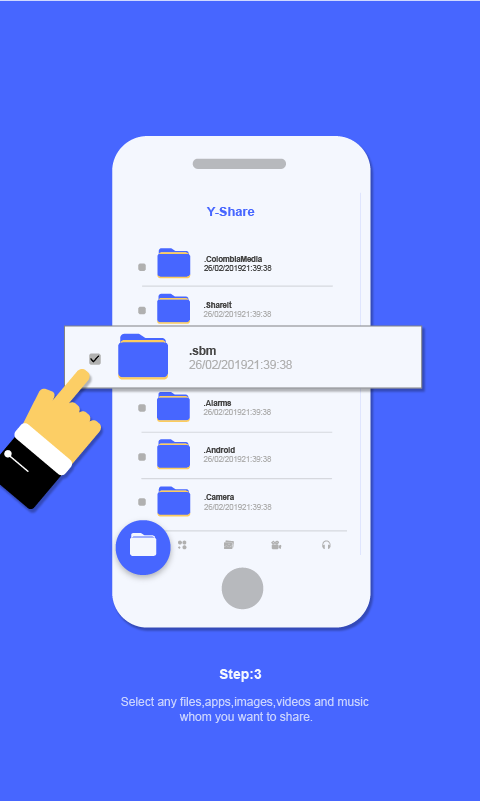 Y-Share
.ColombiaMedia
26/02/201921:39:38
.Shareit
26/02/201921:39:38
.sbm
26/02/201921:39:38
.Alarms
26/02/201921:39:38
.Android
26/02/201921:39:38
.Camera
26/02/201921:39:38
Step:3
Select any files,apps,images,videos and music
whom you want to share.